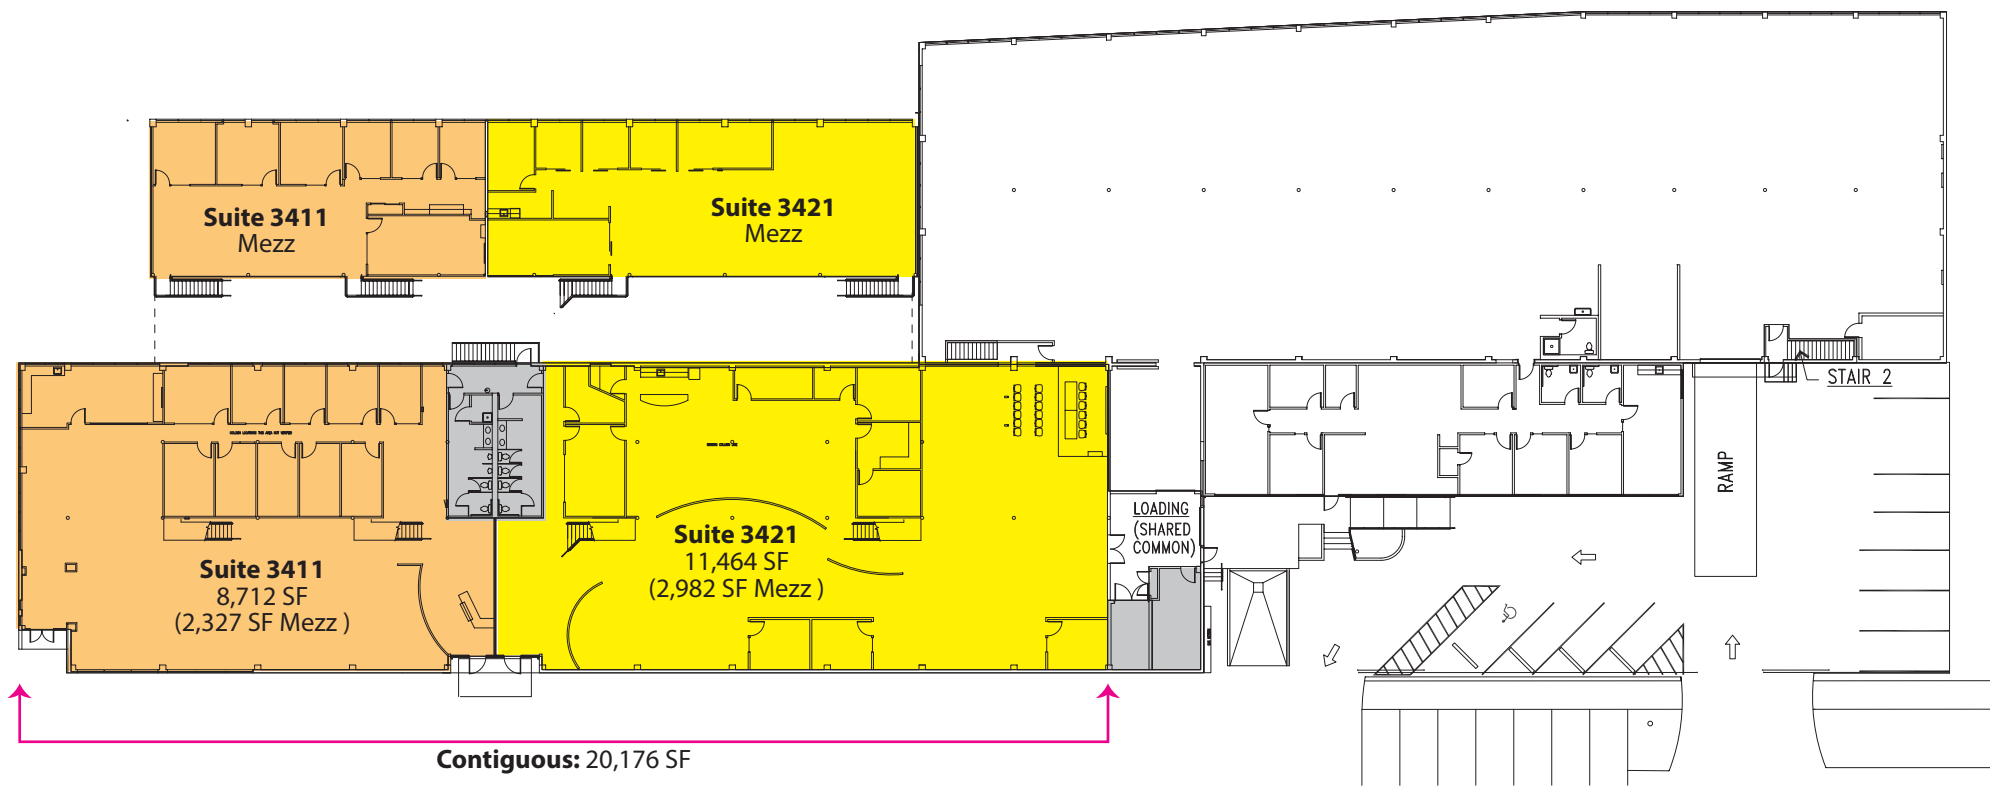 Suite 3411
Mezz
Suite 3421
Mezz
STAIR 2
RAMP
LOADING
(SHARED
COMMON)
Suite 3421
11,464 SF
(2,982 SF Mezz )
Suite 3411
8,712 SF
(2,327 SF Mezz )
Contiguous: 20,176 SF